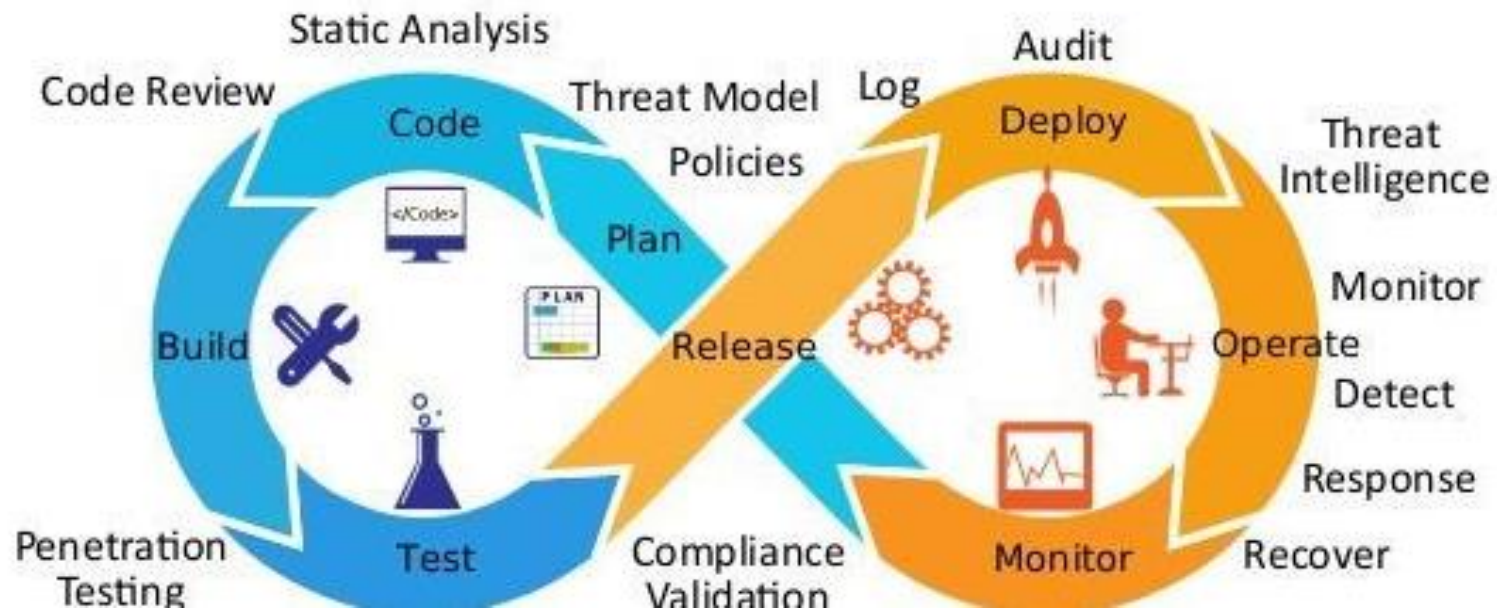 Static Analysis
Audit
Code Review
Threat Model
Log
Code
Deploy
Threat
Intelligence
Policies
</Code>
Plan
PLAN
Monitor
Build
Release
Operate
Detect
Response
Penetration
Testing
Test
Compliance
Validation
Monitor
Recover